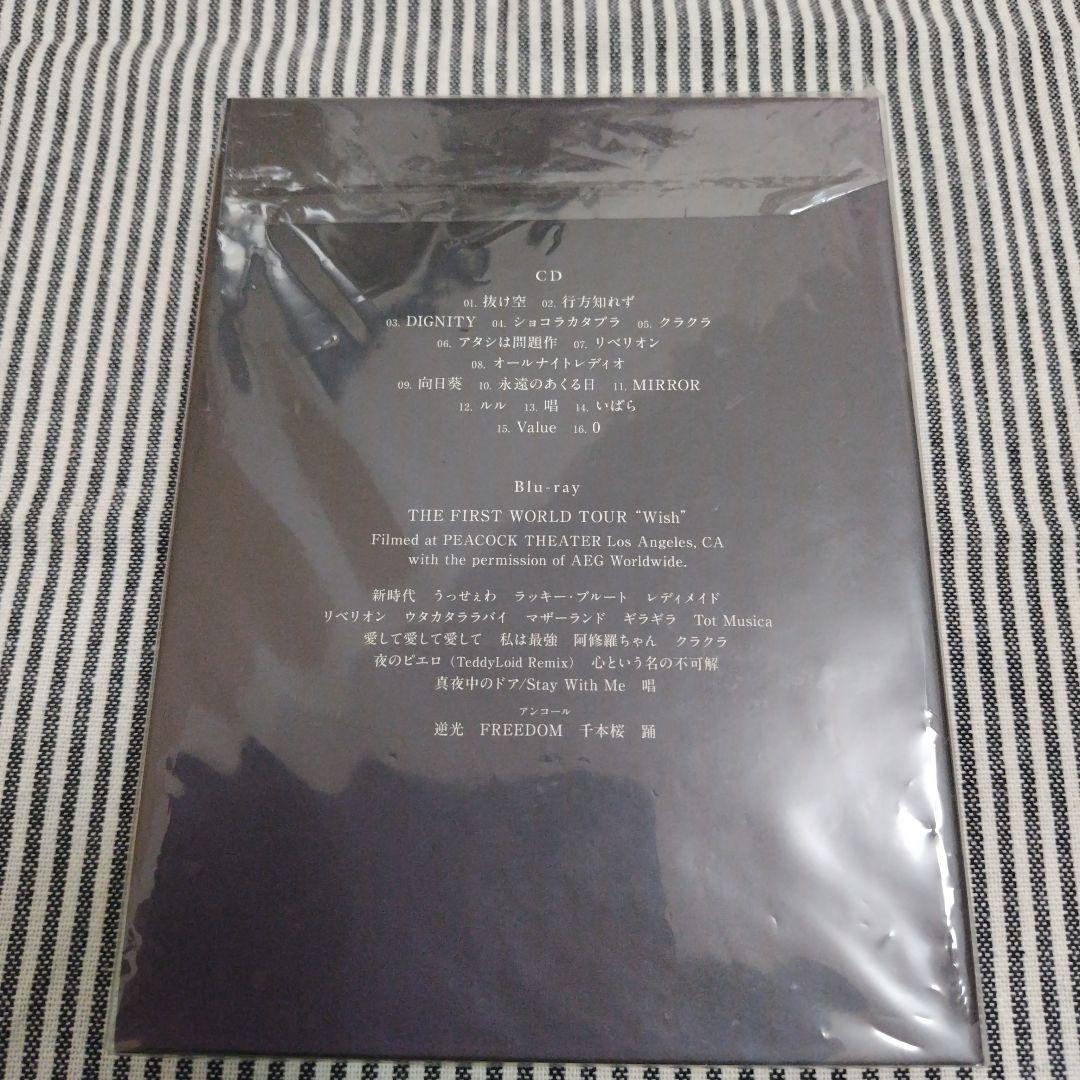 CD
01. 抜け空 02. 行方知れず
03. DIGNITY 04. ショコラカタブラ 05. クラクラ
06. アタシは問題作 07. リベリオン
08. オールナイトレディオ
09. 向日葵 10. 永遠のあくる日 11. MIRROR
12. ルル 13. 唱 14. いばら
15. Value 16. 0
Blu-ray
THE FIRST WORLD TOUR “Wish”
Filmed at PEACOCK THEATER Los Angeles, CA
with the permission of AEG Worldwide.
新時代 うっせぇわ ラッキー・ブルート レディメイド
リベリオン ウタカタララバイ マザーランド ギラギラ Tot Musica
愛して愛して愛して 私は最強 阿修羅ちゃん クラクラ
夜のピエロ（TeddyLoid Remix） 心という名の不可解
真夜中のドア/Stay With Me 唱
アンコール
逆光 FREEDOM 千本桜 踊